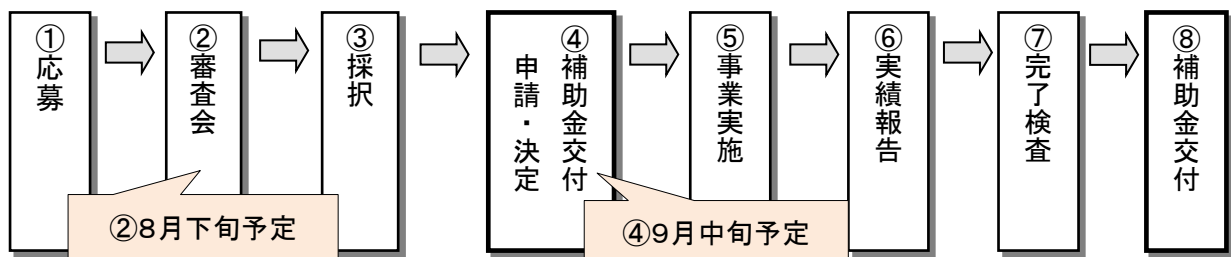 ①応募
②審査会
③採択
④補助金交付
申請・決定
⑤事業実施
⑥実績報告
⑦完了検査
⑧補助金交付
②8月下旬予定
④9月中旬予定